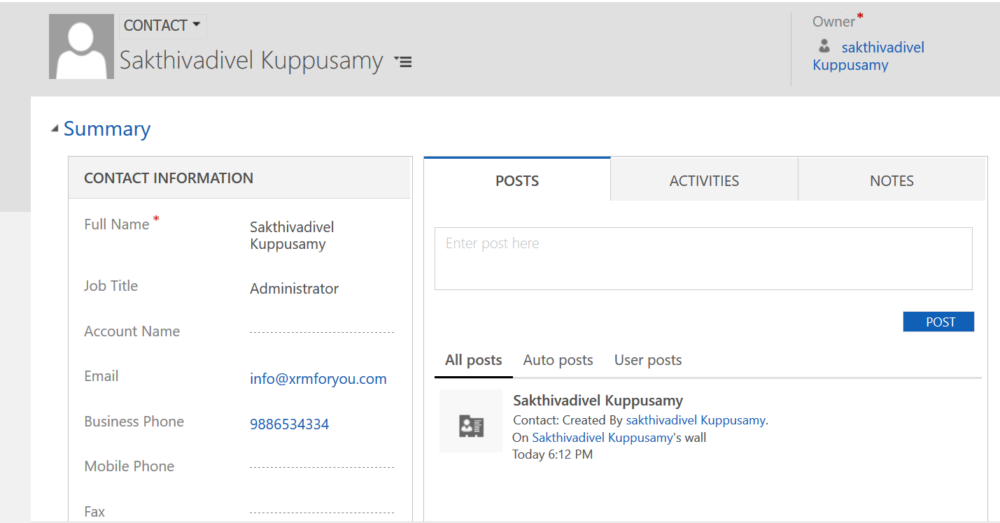 CONTACT
Sakthivadivel Kuppusamy
Owner*
sakthivadivel
Kuppusamy
Summary
CONTACT INFORMATION
Full Name *
Sakthivadivel
Kuppusamy
Job Title
Administrator
Account Name
Email
info@xrmforyou.com
Business Phone
9886534334
Mobile Phone
Fax
POSTS
ACTIVITIES
NOTES
Enter post here
POST
All posts
Auto posts
User posts
Sakthivadivel Kuppusamy
Contact: Created By sakthivadivel Kuppusamy.
On Sakthivadivel Kuppusamy's wall
Today 6:12 PM